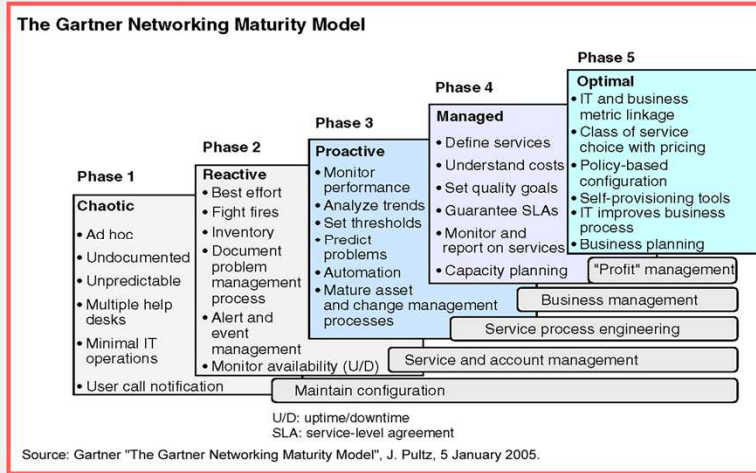 The Gartner Networking Maturity Model
Phase 1
Chaotic
• Ad hoc
• Undocumented
• Unpredictable
• Multiple help
desks
• Minimal IT
operations
• User call notification
Phase 2
Reactive
• Best effort
• Fight fires
• Inventory
• Document
problem
management
process
• Alert and
event
management
• Monitor availability (U/D)
Phase 3
Proactive
• Monitor
performance
• Analyze trends
• Set thresholds
• Predict
problems
• Automation
• Mature asset
and change management
processes
Phase 4
Managed
• Define services
• Understand costs
• Set quality goals
• Guarantee SLAs
• Monitor and
report on services
• Capacity planning
Phase 5
Optimal
• IT and business
metric linkage
• Class of service
choice with pricing
• Policy-based
configuration
• Self-provisioning tools
• IT improves business
process
• Business planning
"Profit" management
Business management
Service process engineering
Service and account management
Maintain configuration
U/D: uptime/downtime
SLA: service-level agreement
Source: Gartner "The Gartner Networking Maturity Model", J. Pultz, 5 January 2005.